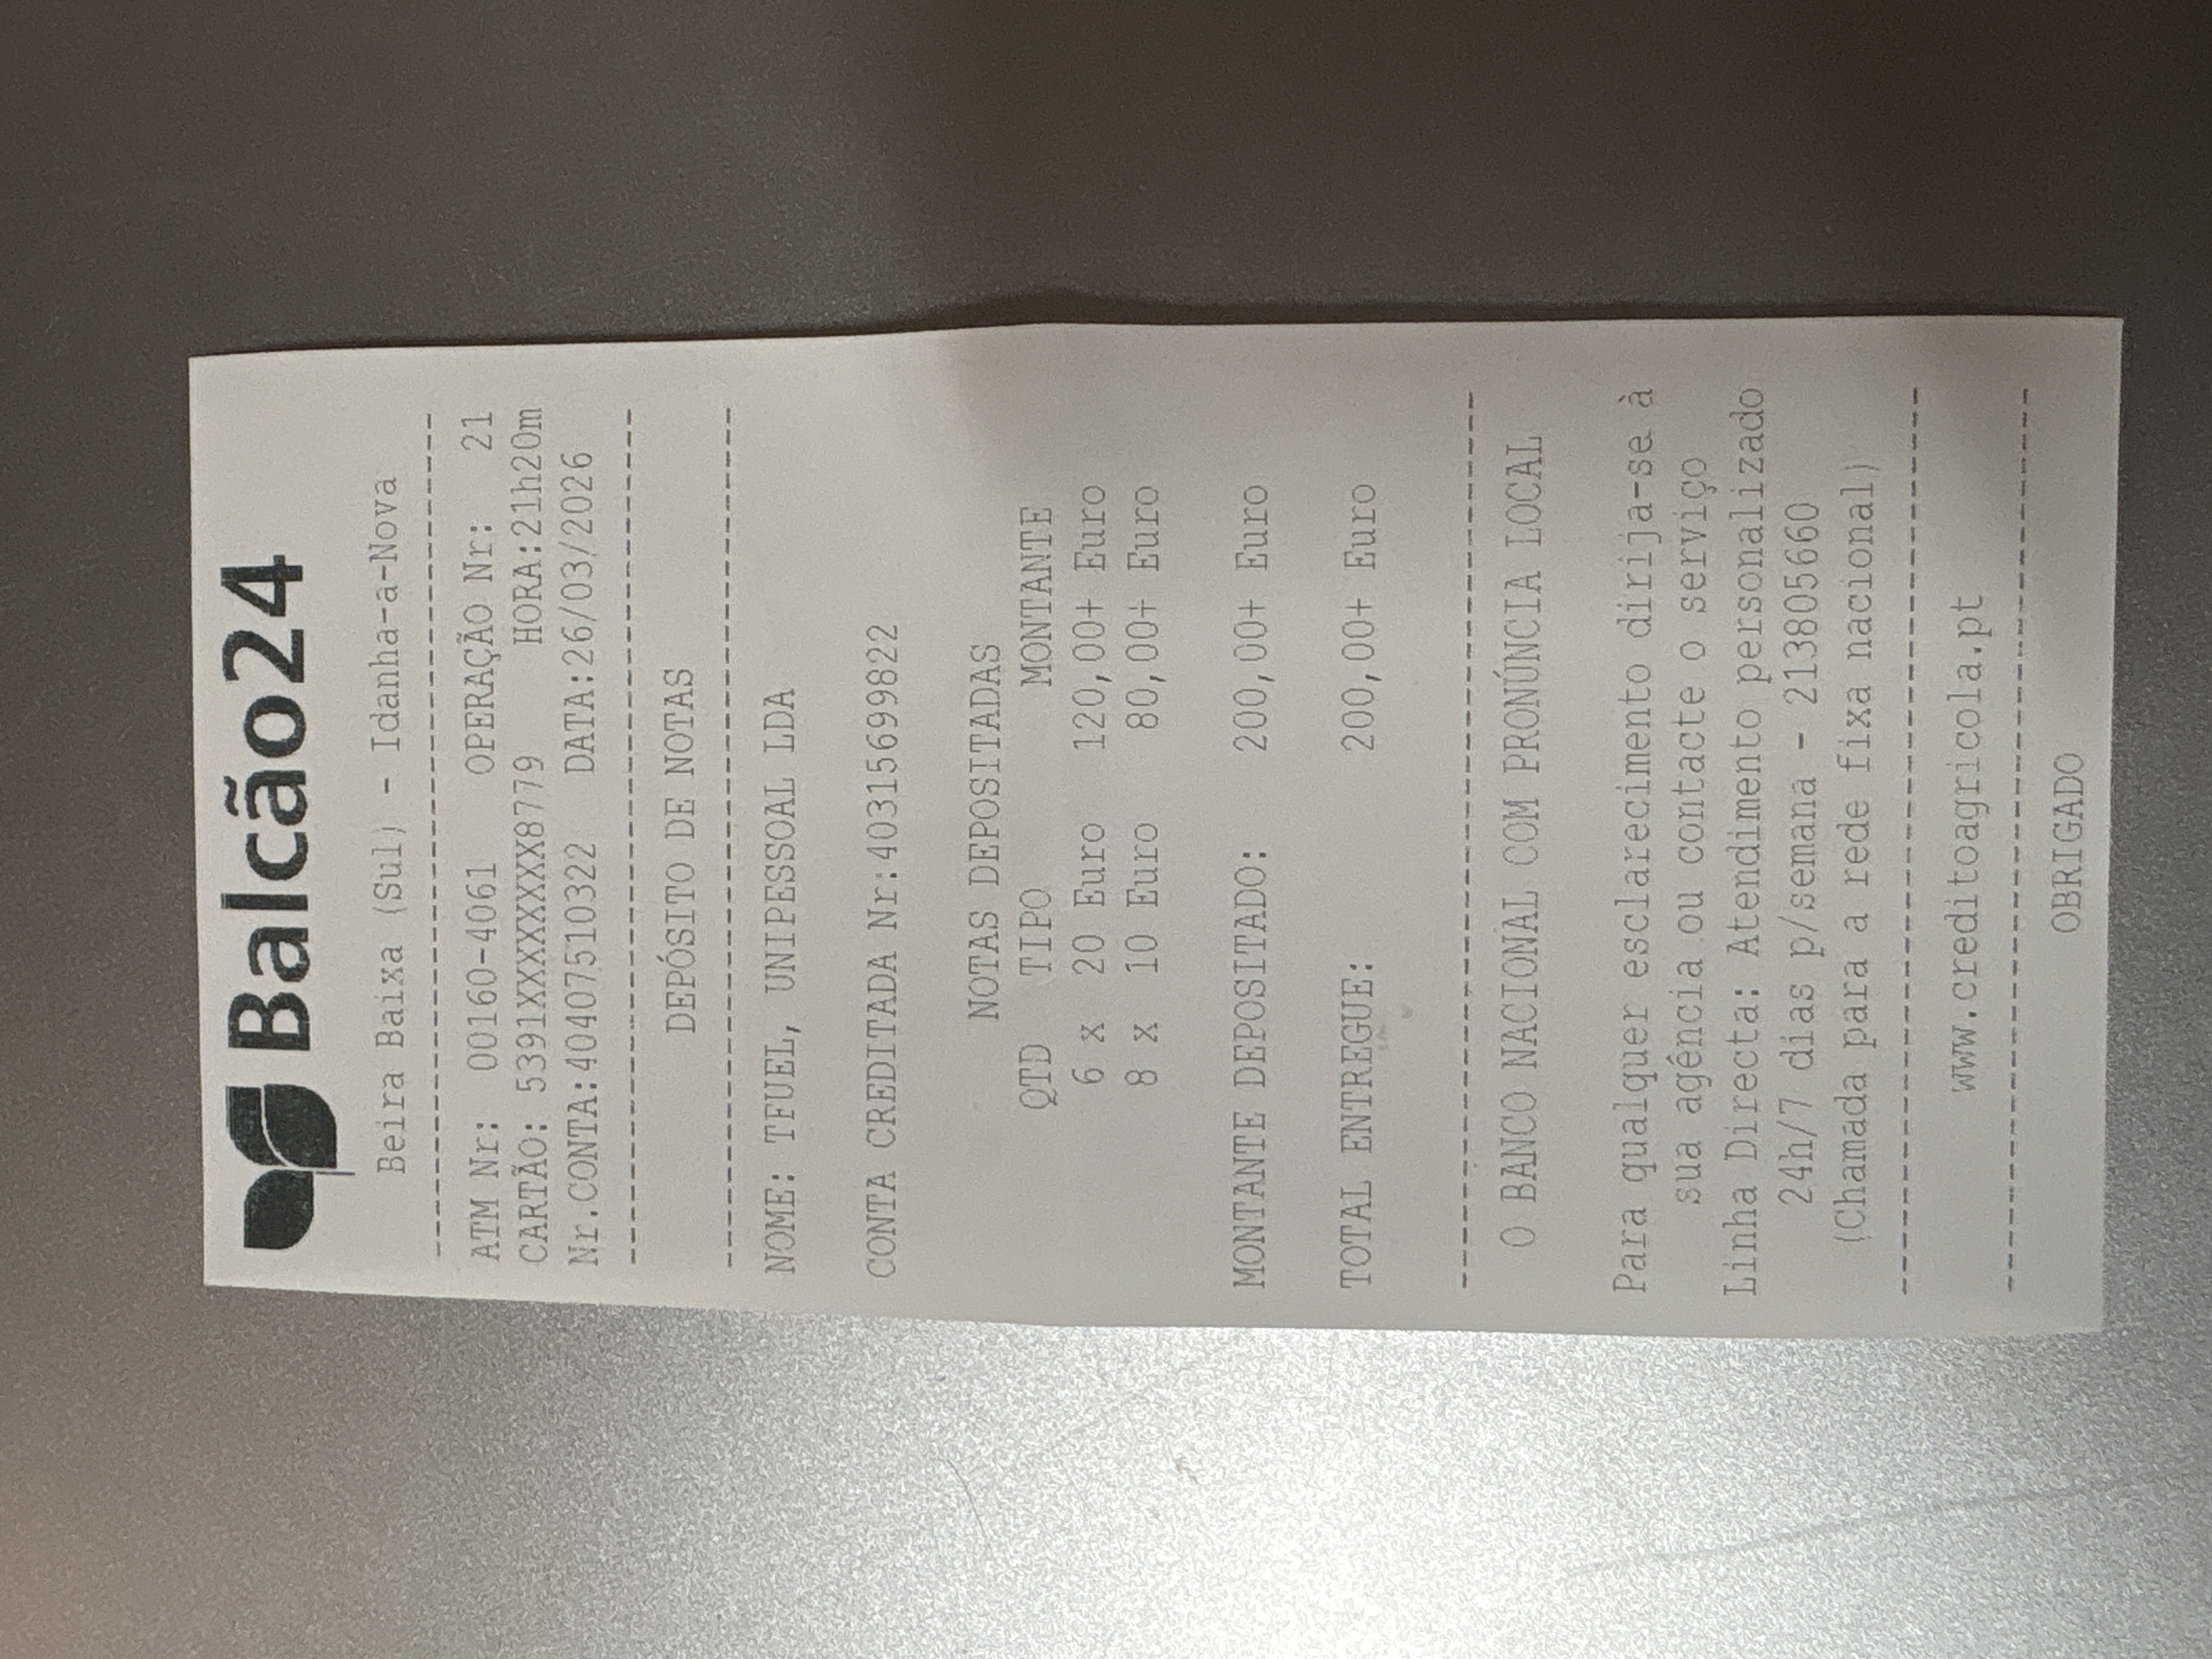 Balcão24
Beira Baixa (Sul) - Idanha-a-Nova
ATM Nr: 00160-4061 OPERAÇÃO Nr: 21
CARTÃO: 5391XXXXXXXX8779 HORA:21h20m
Nr.CONTA:40407510322 DATA:26/03/2026
DEPÓSITO DE NOTAS
NOME: TFUEL, UNIPESSOAL LDA
CONTA CREDITADA Nr:40315699822
NOTAS DEPOSITADAS
QTD TIPO MONTANTE
6 x 20 Euro 120,00+ Euro
8 x 10 Euro 80,00+ Euro
MONTANTE DEPOSITADO: 200,00+ Euro
TOTAL ENTREGUE: 200,00+ Euro
O BANCO NACIONAL COM PRONÚNCIA LOCAL
Para qualquer esclarecimento dirija-se à
sua agência ou contacte o serviço
Linha Directa: Atendimento personalizado
24h/7 dias p/semana - 213805660
(Chamada para a rede fixa nacional)
www.creditoagricola.pt
OBRIGADO